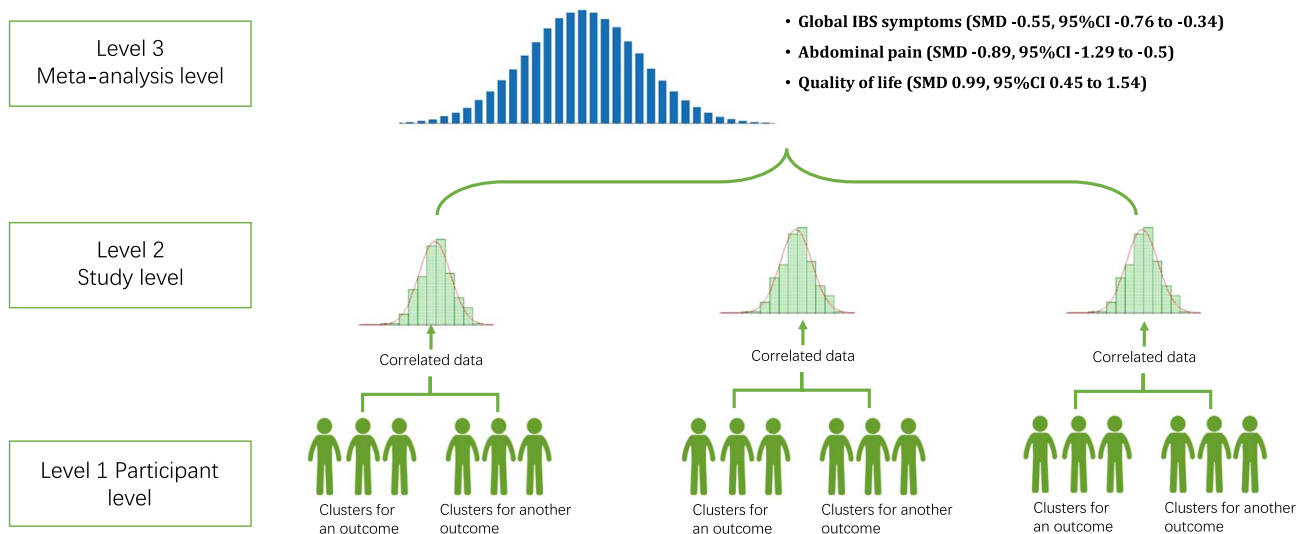 Level 3
Meta-analysis level
• Global IBS symptoms (SMD -0.55, 95%CI -0.76 to -0.34)
• Abdominal pain (SMD -0.89, 95%CI -1.29 to -0.5)
• Quality of life (SMD 0.99, 95%CI 0.45 to 1.54)
Level 2
Study level
Correlated data
Correlated data
Correlated data
Level 1 Participant
level
Clusters for
an outcome
Clusters for another
outcome
Clusters for
an outcome
Clusters for another
outcome
Clusters for
an outcome
Clusters for another
outcome